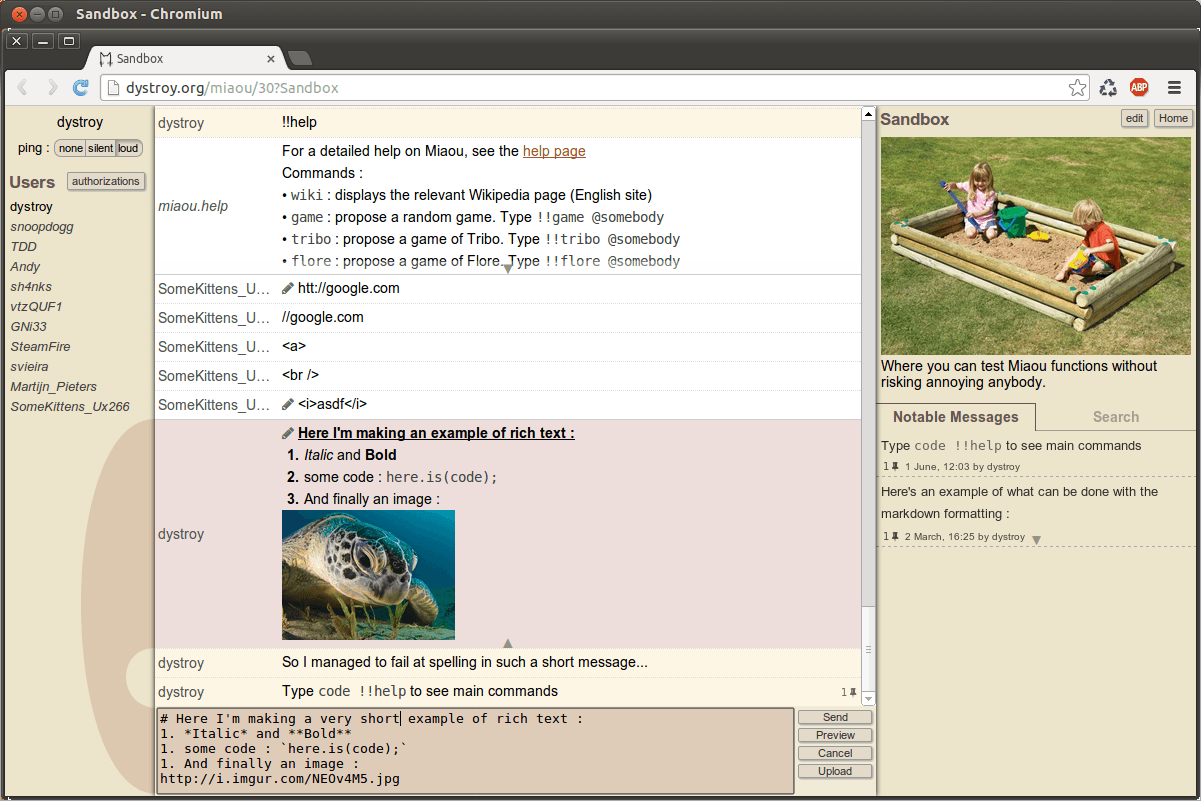 Sandbox - Chromium
Sandbox
dystroy.org/miaou/30?Sandbox
ABP
dystroy
ping : none silent loud
Users authorizations
dystroy
snoopdogg
TDD
Andy
sh4nks
vtzQUF1
GNi33
SteamFire
svieira
Martijn_Pieters
SomeKittens_Ux266
dystroy !!help
miaou.help
For a detailed help on Miaou, see the help page
Commands :
• wiki : displays the relevant Wikipedia page (English site)
• game : propose a random game. Type !!game @somebody
• tribo : propose a game of Tribo. Type !!tribo @somebody
• flore : propose a game of Flore. Type !!flore @somebody
SomeKittens_U... htt://google.com
SomeKittens_U... //google.com
SomeKittens_U... <a>
SomeKittens_U... <br />
SomeKittens_U... <i>asdf</i>
dystroy
Here I'm making an example of rich text :
1. Italic and Bold
2. some code : here.is(code);
3. And finally an image :
dystroy So I managed to fail at spelling in such a short message...
dystroy Type code !!help to see main commands 1
# Here I'm making a very short example of rich text :
1. *Italic* and **Bold**
1. some code : `here.is(code);`
1. And finally an image :
http://i.imgur.com/NEOv4M5.jpg
Send
Preview
Cancel
Upload
Sandbox edit Home
Where you can test Miaou functions without
risking annoying anybody.
Notable Messages Search
Type code !!help to see main commands
1 1 June, 12:03 by dystroy
Here's an example of what can be done with the
markdown formatting :
1 2 March, 16:25 by dystroy